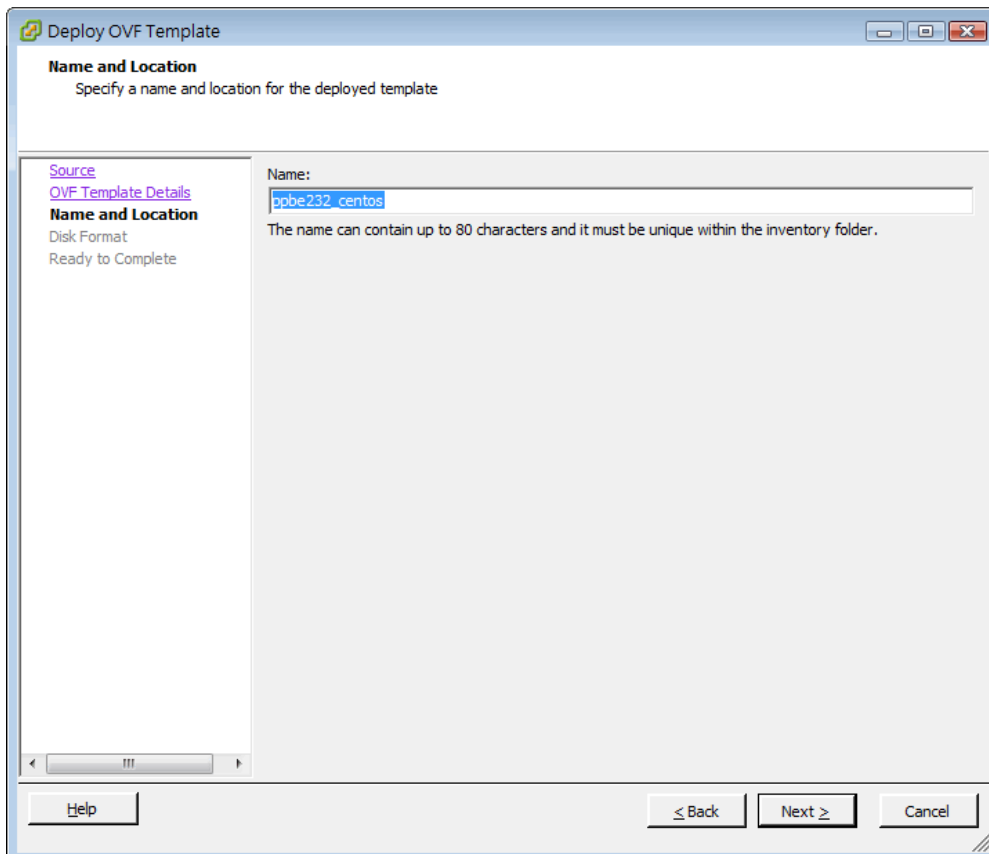 Deploy OVF Template
Name and Location
Specify a name and location for the deployed template
Source
OVF Template Details
Name and Location
Disk Format
Ready to Complete
Name:
ppbe232_centos
The name can contain up to 80 characters and it must be unique within the inventory folder.
Help
< Back
Next >
Cancel